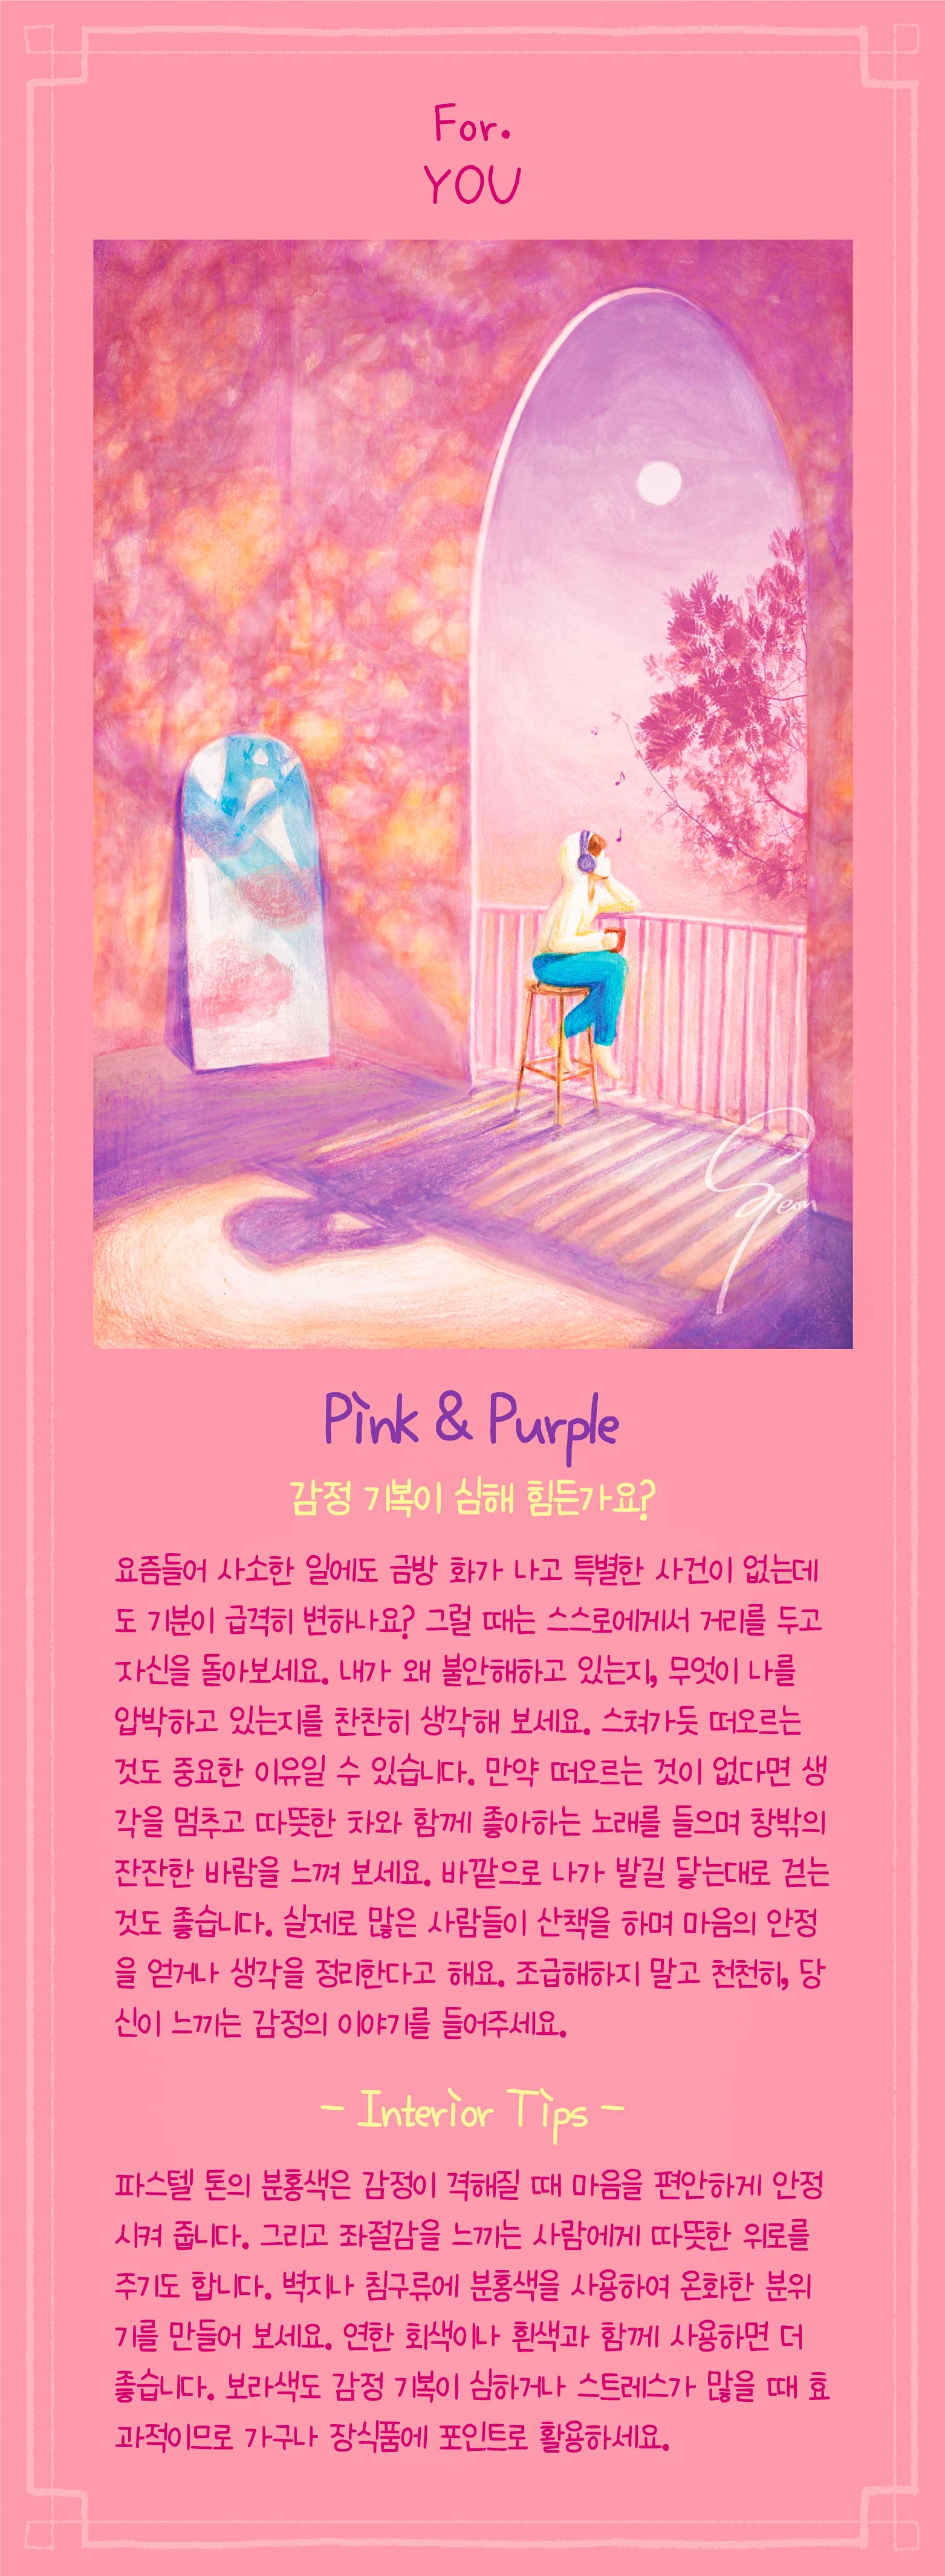 For.
YOU
Seon
Pink & Purple
감정 기복이 심해 힘든가요?
요즘들어 사소한 일에도 금방 화가 나고 특별한 사건이 없는데
도 기분이 급격히 변하나요? 그럴 때는 스스로에게서 거리를 두고
자신을 돌아보세요. 내가 왜 불안해하고 있는지, 무엇이 나를
압박하고 있는지를 찬찬히 생각해 보세요. 스쳐가듯 떠오르는
것도 중요한 이유일 수 있습니다. 만약 떠오르는 것이 없다면 생
각을 멈추고 따뜻한 차와 함께 좋아하는 노래를 들으며 창밖의
잔잔한 바람을 느껴 보세요. 바깥으로 나가 발길 닿는대로 걷는
것도 좋습니다. 실제로 많은 사람들이 산책을 하며 마음의 안정
을 얻거나 생각을 정리한다고 해요. 조급해하지 말고 천천히, 당
신이 느끼는 감정의 이야기를 들어주세요.
- Interior Tips -
파스텔 톤의 분홍색은 감정이 격해질 때 마음을 편안하게 안정
시켜 줍니다. 그리고 좌절감을 느끼는 사람에게 따뜻한 위로를
주기도 합니다. 벽지나 침구류에 분홍색을 사용하여 온화한 분위
기를 만들어 보세요. 연한 회색이나 흰색과 함께 사용하면 더
좋습니다. 보라색도 감정 기복이 심하거나 스트레스가 많을 때 효
과적이므로 가구나 장식품에 포인트로 활용하세요.